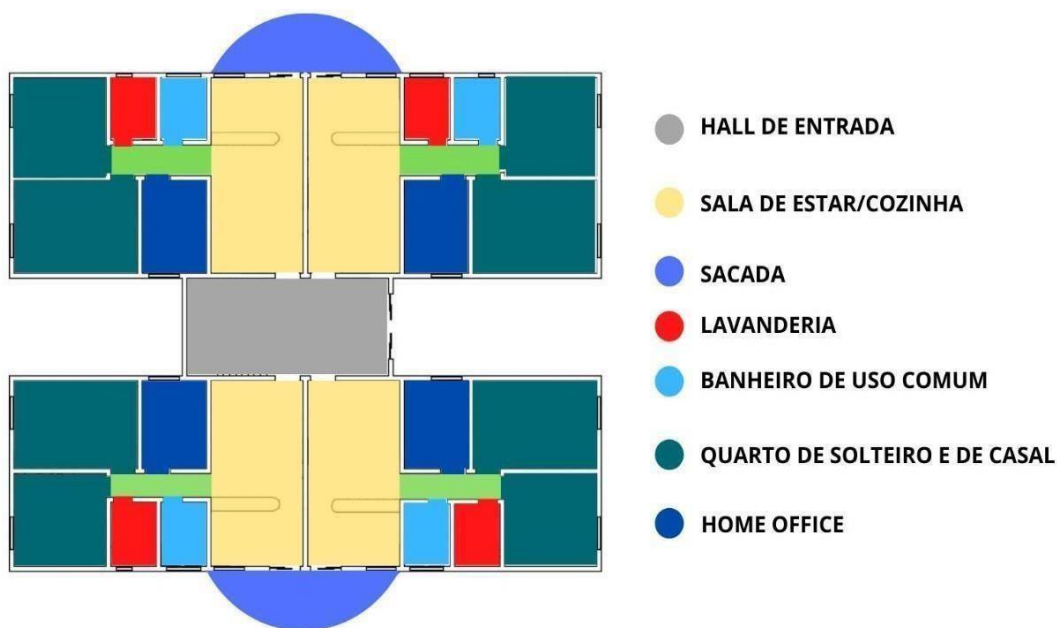 HALL DE ENTRADA
SALA DE ESTAR/COZINHA
SACADA
LAVANDERIA
BANHEIRO DE USO COMUM
QUARTO DE SOLTEIRO E DE CASAL
HOME OFFICE